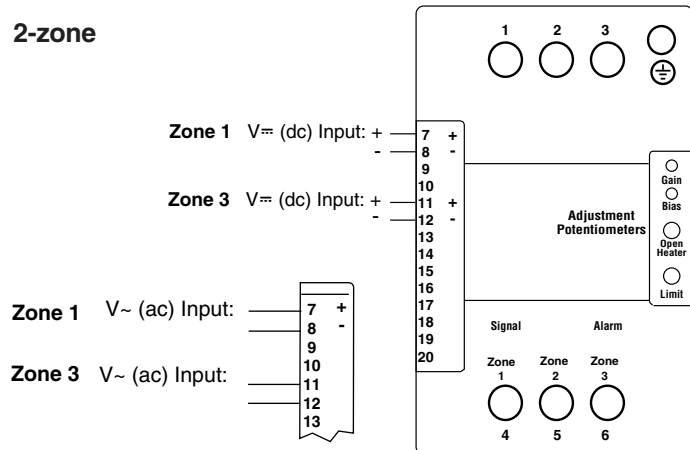 2-zone
1 2 3
Zone 1 V⎓ (dc) Input: +
-
Zone 3 V⎓ (dc) Input: +
-
7 +
8 -
9
10
11 +
12 -
13
14
15
16
17
18
19
20
Adjustment
Potentiometers
Gain
Bias
Open
Heater
Limit
Zone 1 V~ (ac) Input:
Zone 3 V~ (ac) Input:
7 +
8 -
9
10
11
12
13
Signal Alarm
Zone Zone Zone
1 2 3
4 5 6